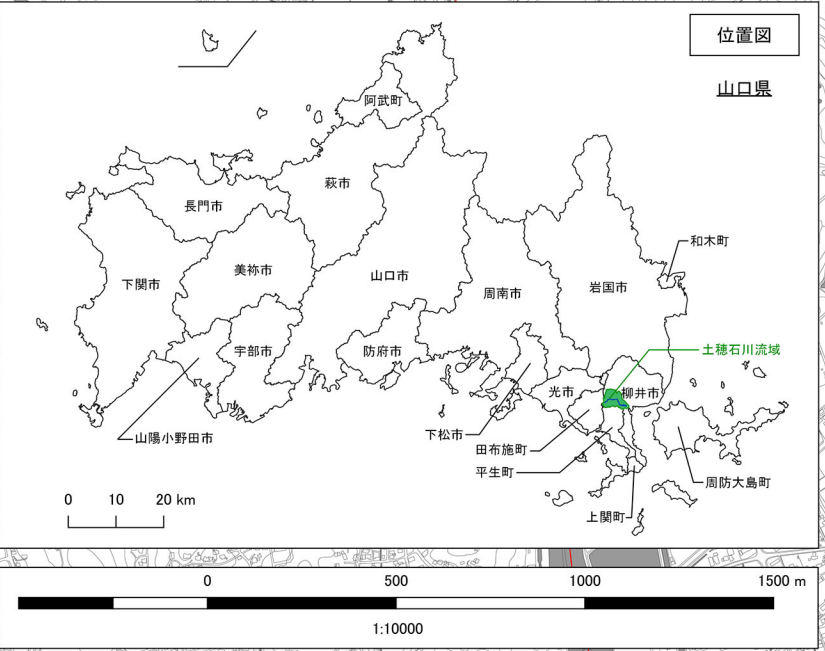 位置図
山口県
阿武町
萩市
長門市
和木町
美祢市
山口市
下関市
岩国市
周南市
土穂石川流域
宇部市
防府市
光市
柳井市
下松市
山陽小野田市
田布施町
平生町
周防大島町
上関町
0 10 20 km
0 500 1000 1500 m
1:10000